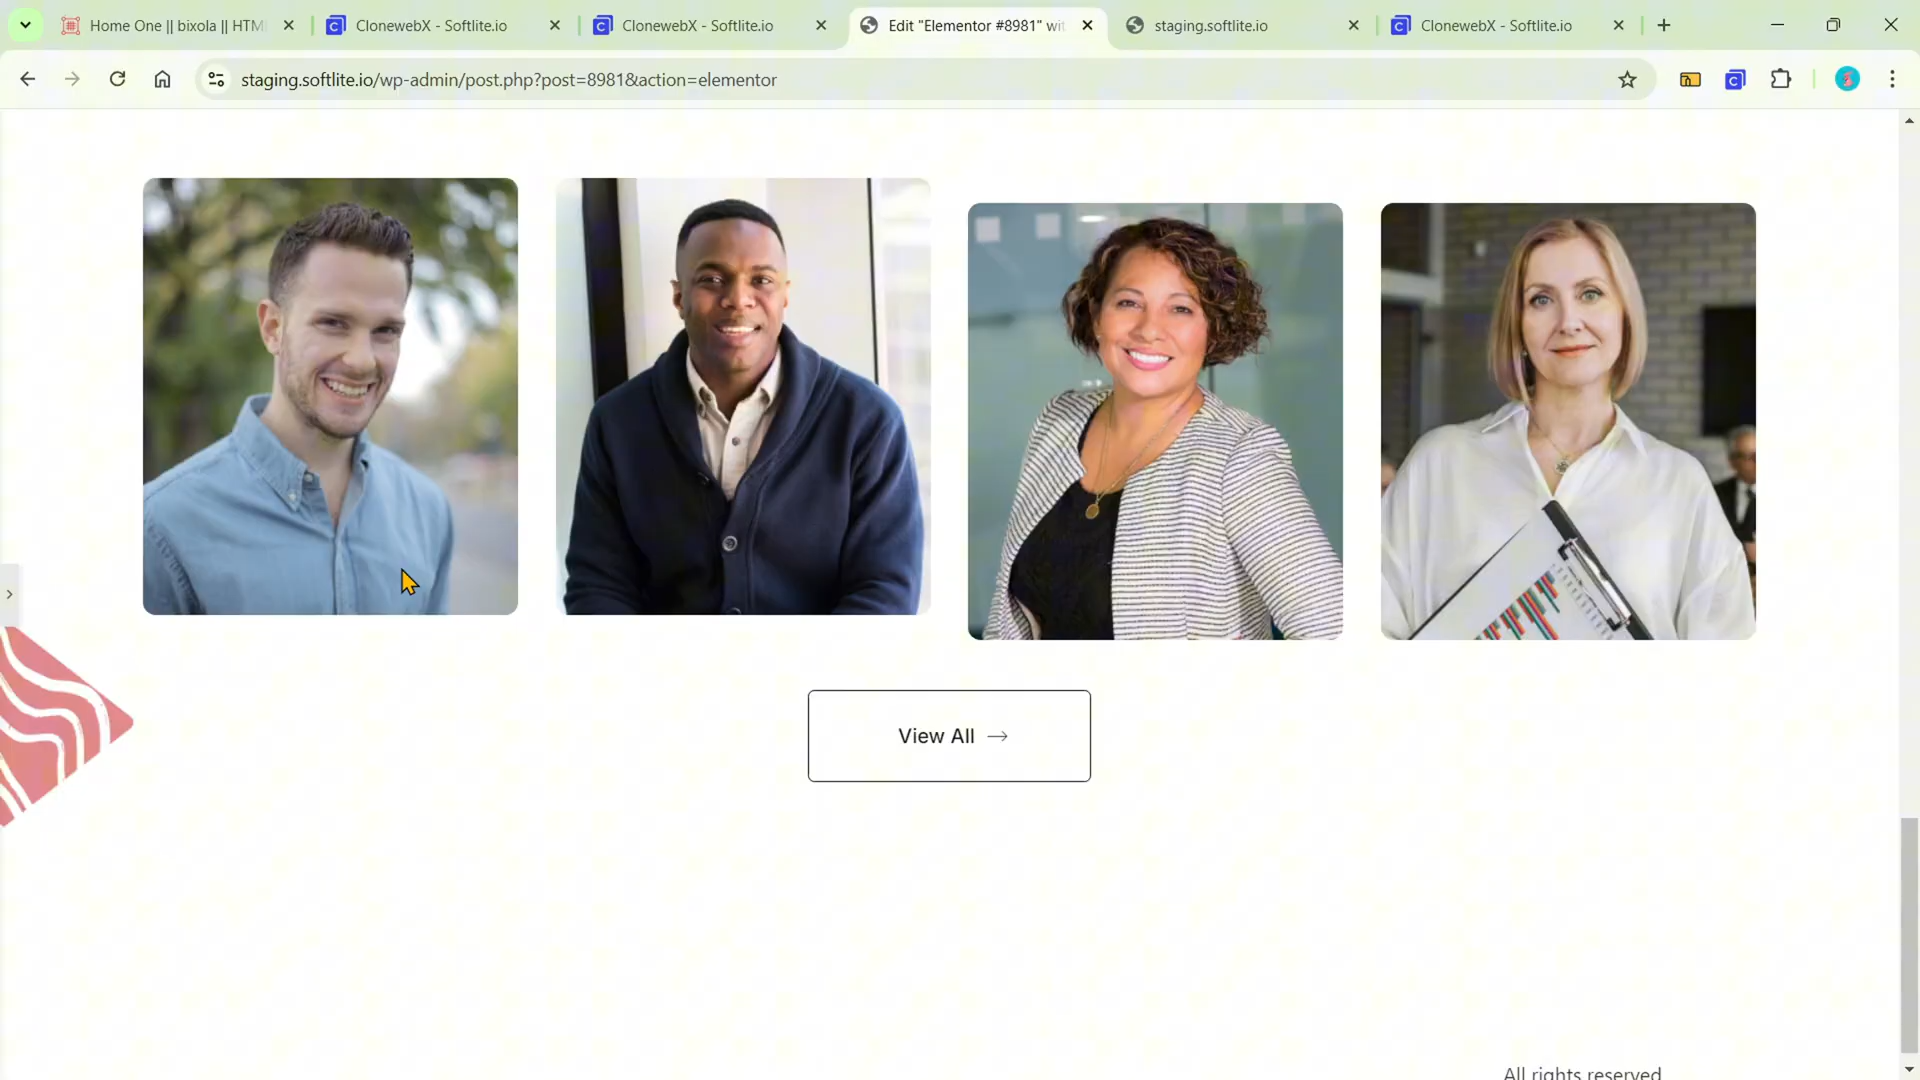 Home One || bixola || HTM
ClonewebX - Softlite.io
ClonewebX - Softlite.io
Edit "Elementor #8981" wit
staging.softlite.io
ClonewebX - Softlite.io
staging.softlite.io/wp-admin/post.php?post=8981&action=elementor
View All
All rights reserved